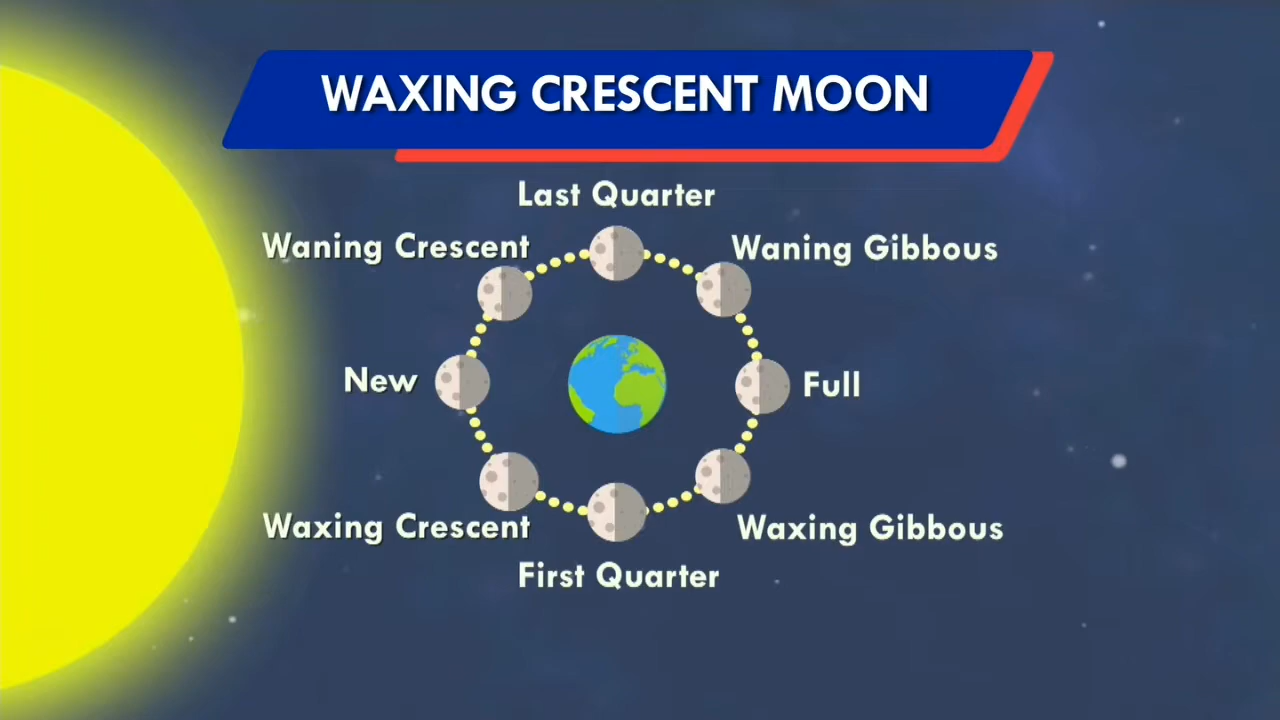 WAXING CRESCENT MOON
Last Quarter
Waning Crescent
Waning Gibbous
New
Full
Waxing Crescent
Waxing Gibbous
First Quarter